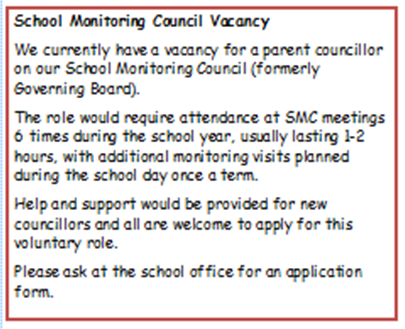 School Monitoring Council Vacancy
We currently have a vacancy for a parent councillor
on our School Monitoring Council (formerly
Governing Board).
The role would require attendance at SMC meetings
6 times during the school year, usually lasting 1-2
hours, with additional monitoring visits planned
during the school day once a term.
Help and support would be provided for new
councillors and all are welcome to apply for this
voluntary role.
Please ask at the school office for an application
form.